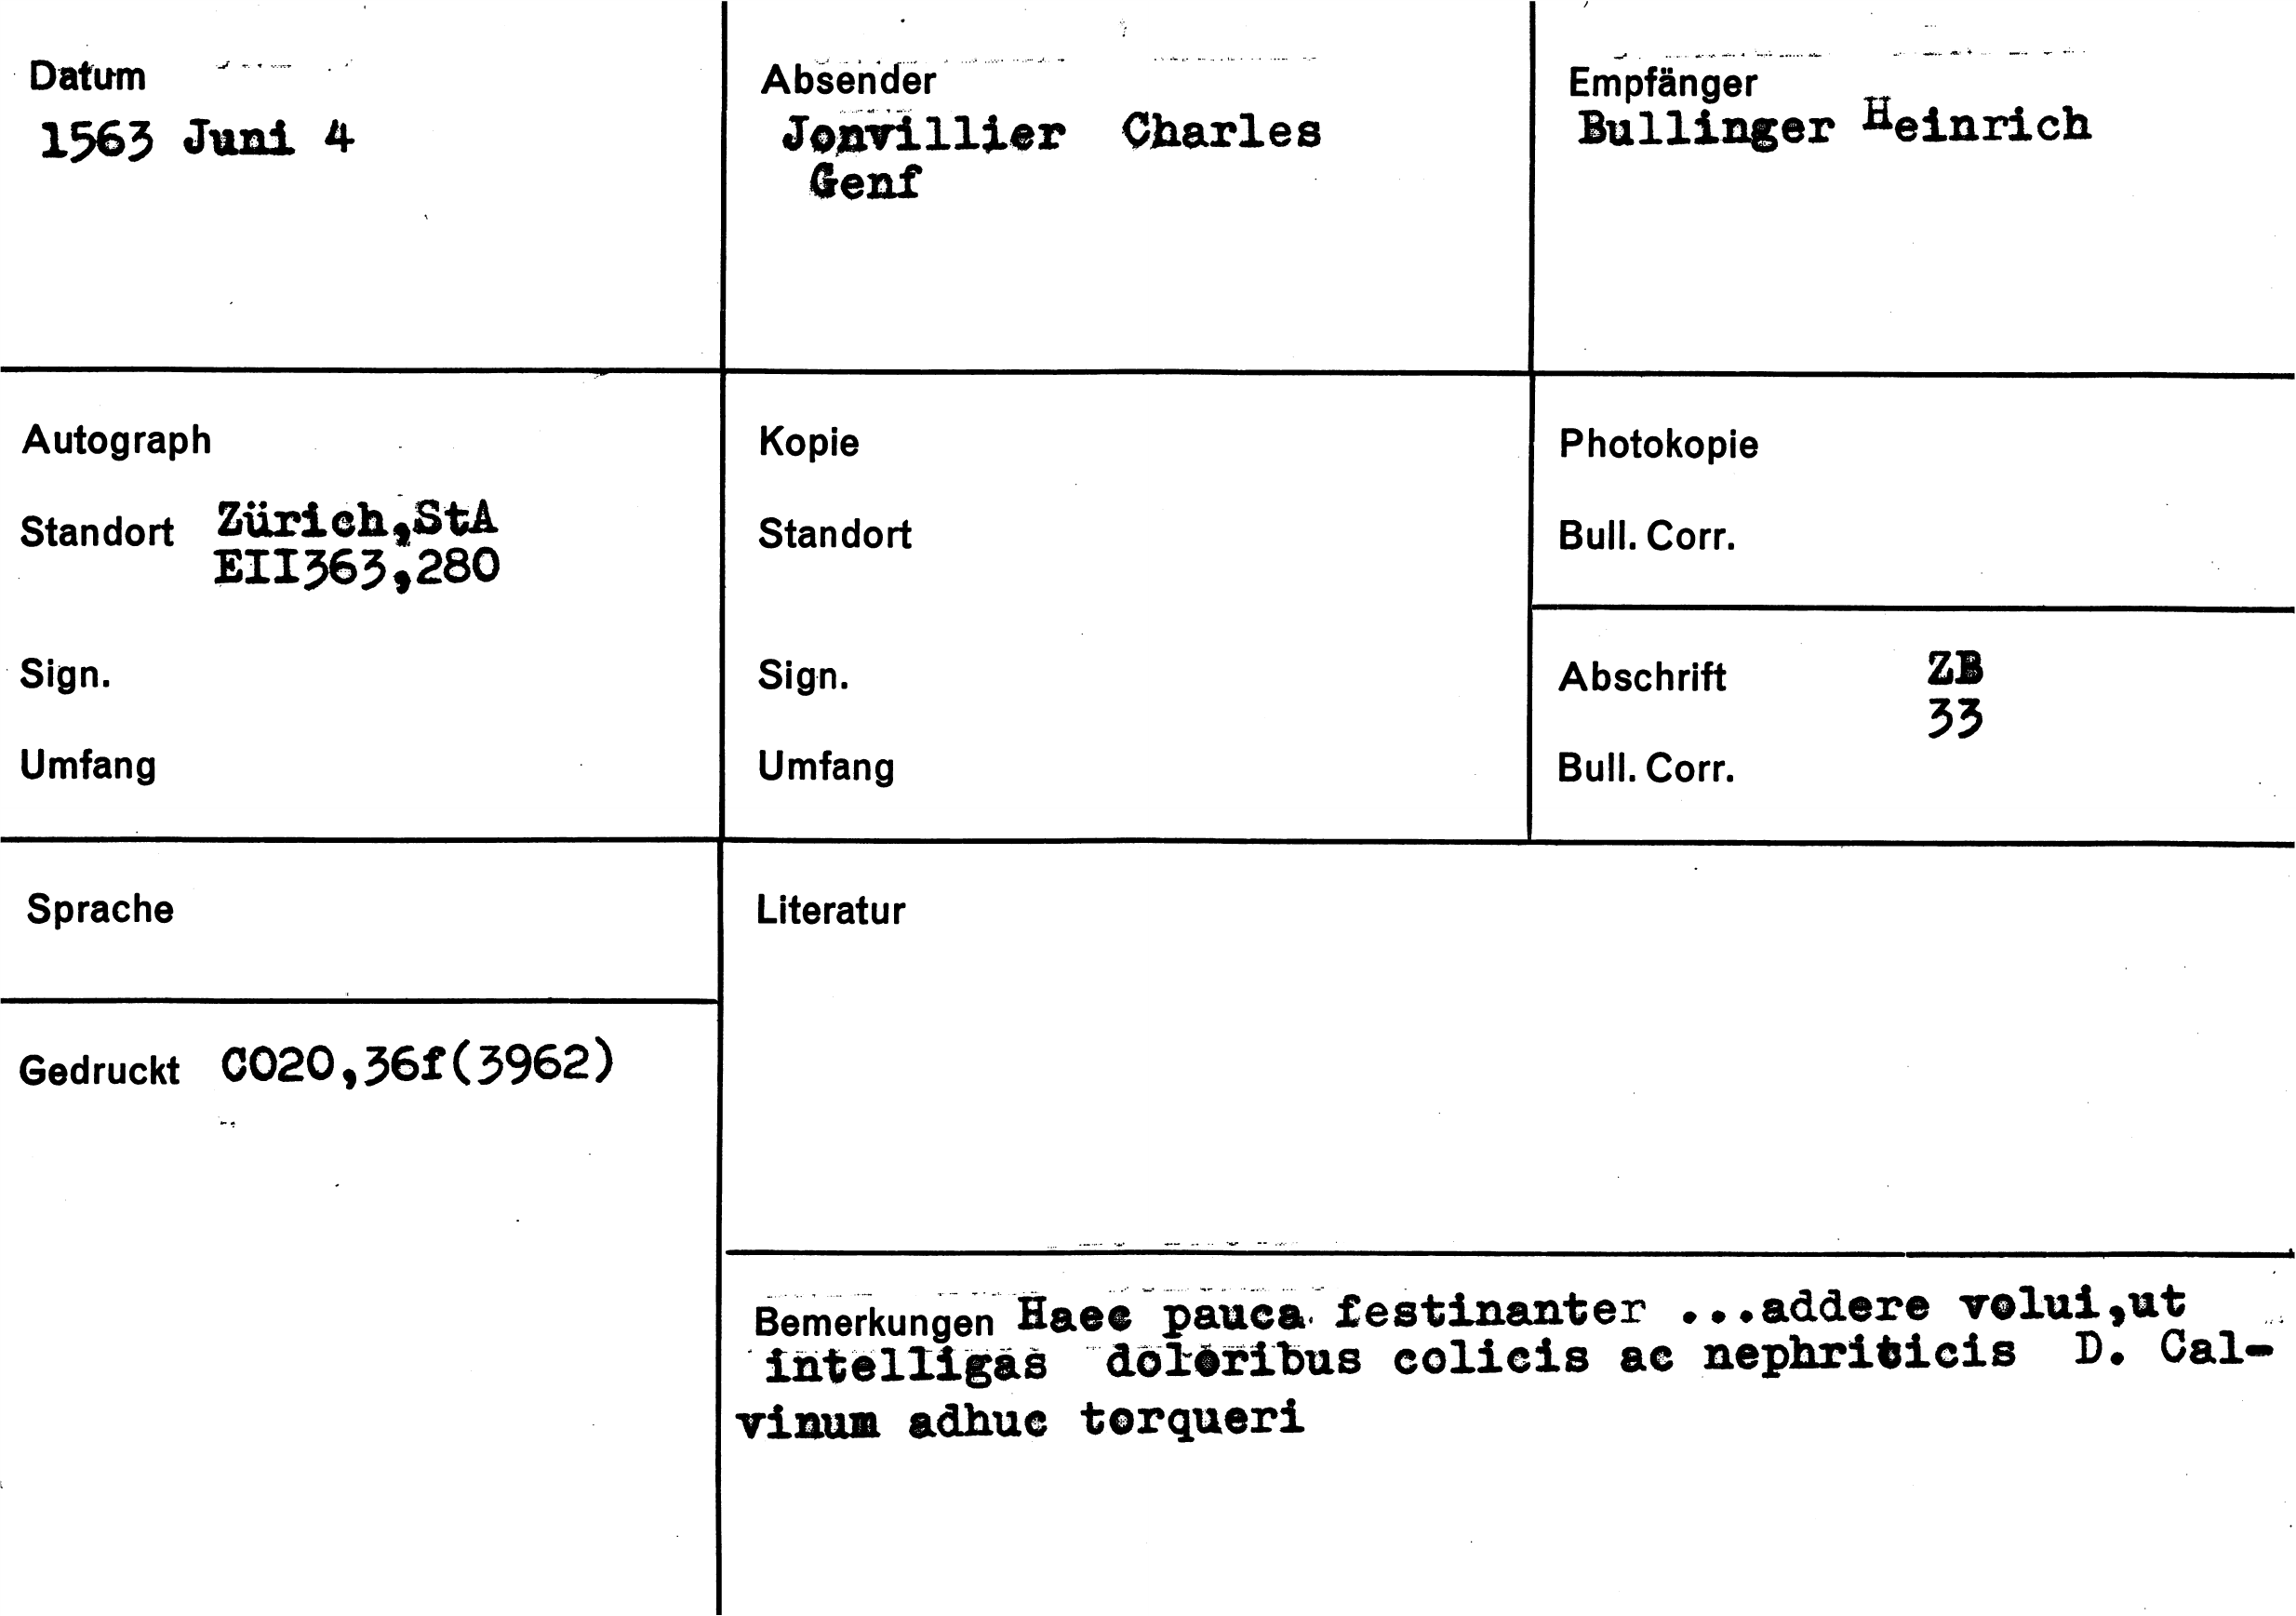 Datum
1563 Juni 4
Absender
Jonvillier Charles
Genf
Empfänger
Bullinger Heinrich
Autograph
Standort Zürich,StA
EII363,280
Sign.
Umfang
Kopie
Standort
Sign.
Umfang
Photokopie
Bull. Corr.
Abschrift ZB
33
Bull. Corr.
Sprache
Gedruckt CO20,36f(3962)
Literatur
Bemerkungen Haec pauca festinanter ...addere volui,ut
intelligas doloribus colicis ac nephriticis D. Cal-
vinum adhuc torqueri